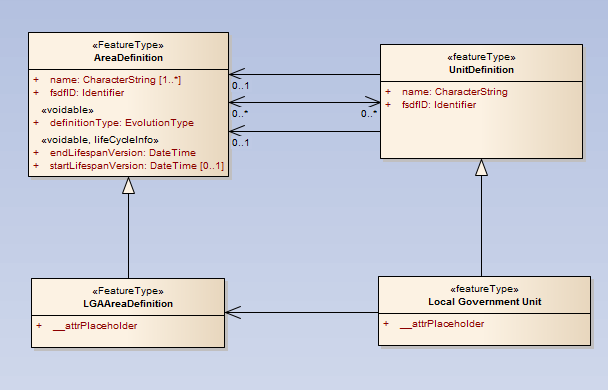 «FeatureType»
AreaDefinition
+ name: CharacterString [1..*]
+ fsdfID: Identifier
«voidable»
+ definitionType: EvolutionType
«voidable, lifeCycleInfo»
+ endLifespanVersion: DateTime
+ startLifespanVersion: DateTime [0..1]
«featureType»
UnitDefinition
+ name: CharacterString
+ fsdfID: Identifier
0..1
0..* 0..*
0..1
«FeatureType»
LGAAreaDefinition
+ __attrPlaceholder
«featureType»
Local Government Unit
+ __attrPlaceholder